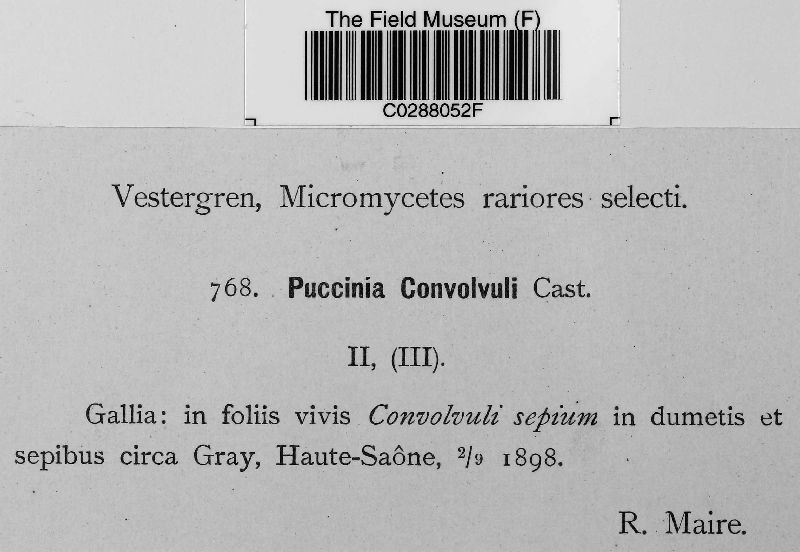 The Field Museum (F)
C0288052F
Vestergren, Micromycetes rariores selecti.
768. Puccinia Convolvuli Cast.
II, (III).
Gallia: in foliis vivis Convolvuli sepium in dumetis et
sepibus circa Gray, Haute-Saône, 2/9 1898.
R. Maire.